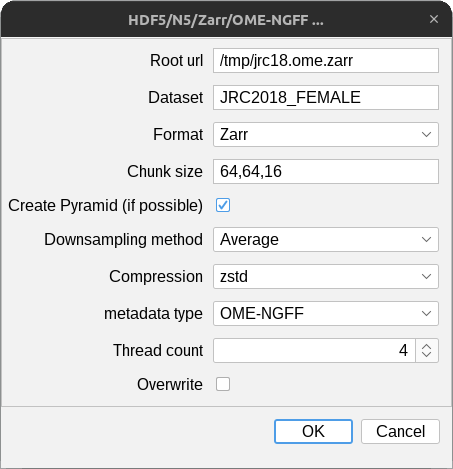 HDF5/N5/Zarr/OME-NGFF ...
Root url /tmp/jrc18.ome.zarr
Dataset JRC2018_FEMALE
Format Zarr
Chunk size 64,64,16
Create Pyramid (if possible)
Downsampling method Average
Compression zstd
metadata type OME-NGFF
Thread count 4
Overwrite
OK Cancel